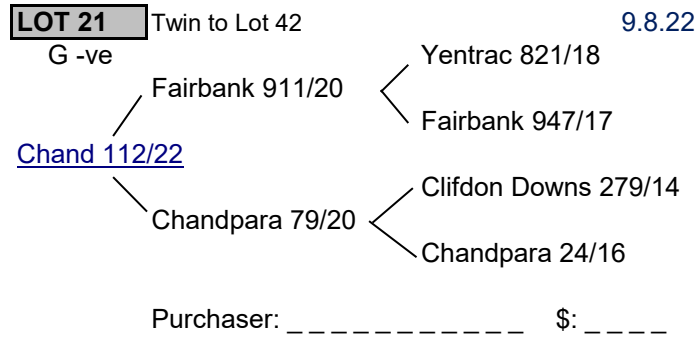 LOT 21 Twin to Lot 42 9.8.22
G -ve
Yentrac 821/18
Fairbank 911/20
Fairbank 947/17
Chand 112/22
Clifdon Downs 279/14
Chandpara 79/20
Chandpara 24/16
Purchaser: _ _ _ _ _ _ _ _ _ _ _ $: _ _ _ _